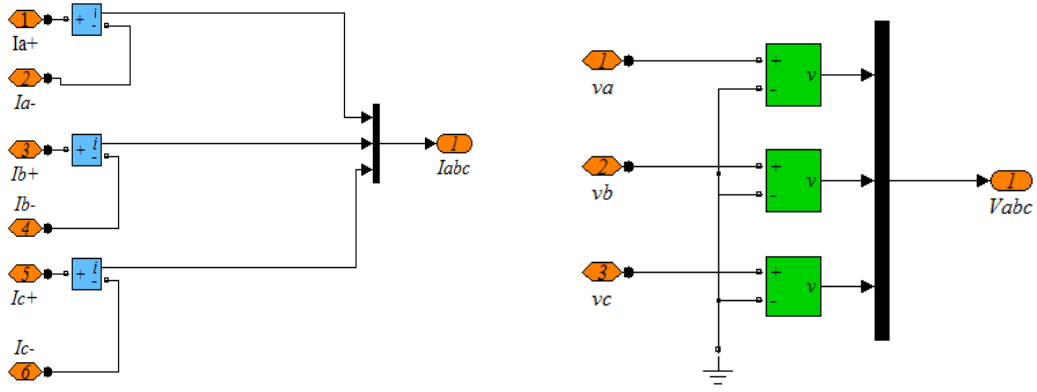 1
+ i
-
Ia+
2
Ia-
3
+ i
-
Ib+
Ib-
4
5
+ i
-
Ic+
Ic-
6
1
Iabc
1
va
+
v
-
2
vb
+
v
-
3
vc
+
v
-
1
Vabc